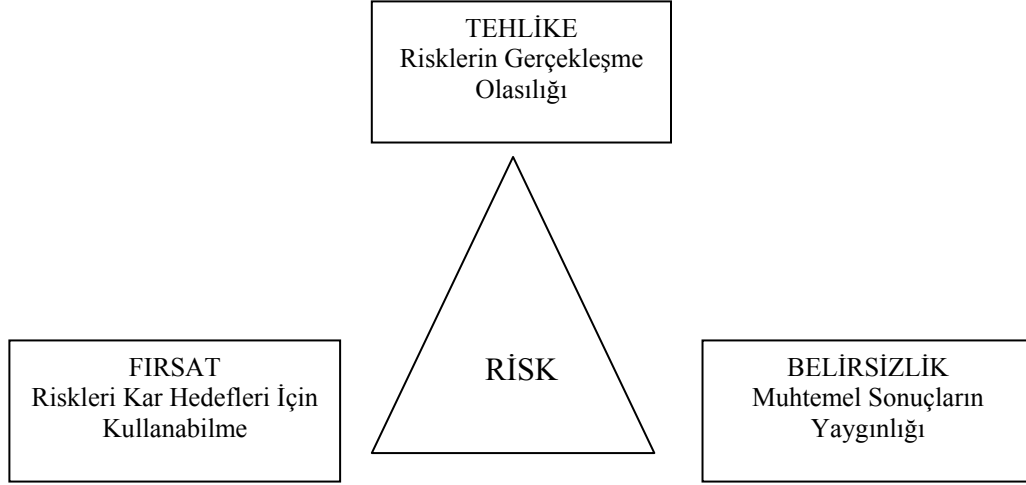 TEHLİKE
Risklerin Gerçekleşme
Olasılığı
FIRSAT
Riskleri Kar Hedefleri İçin
Kullanabilme
RİSK
BELİRSİZLİK
Muhtemel Sonuçların
Yaygınlığı